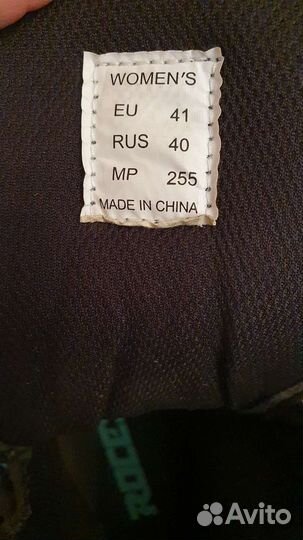 WOMEN'S
EU 41
RUS 40
MP 255
MADE IN CHINA
Avito